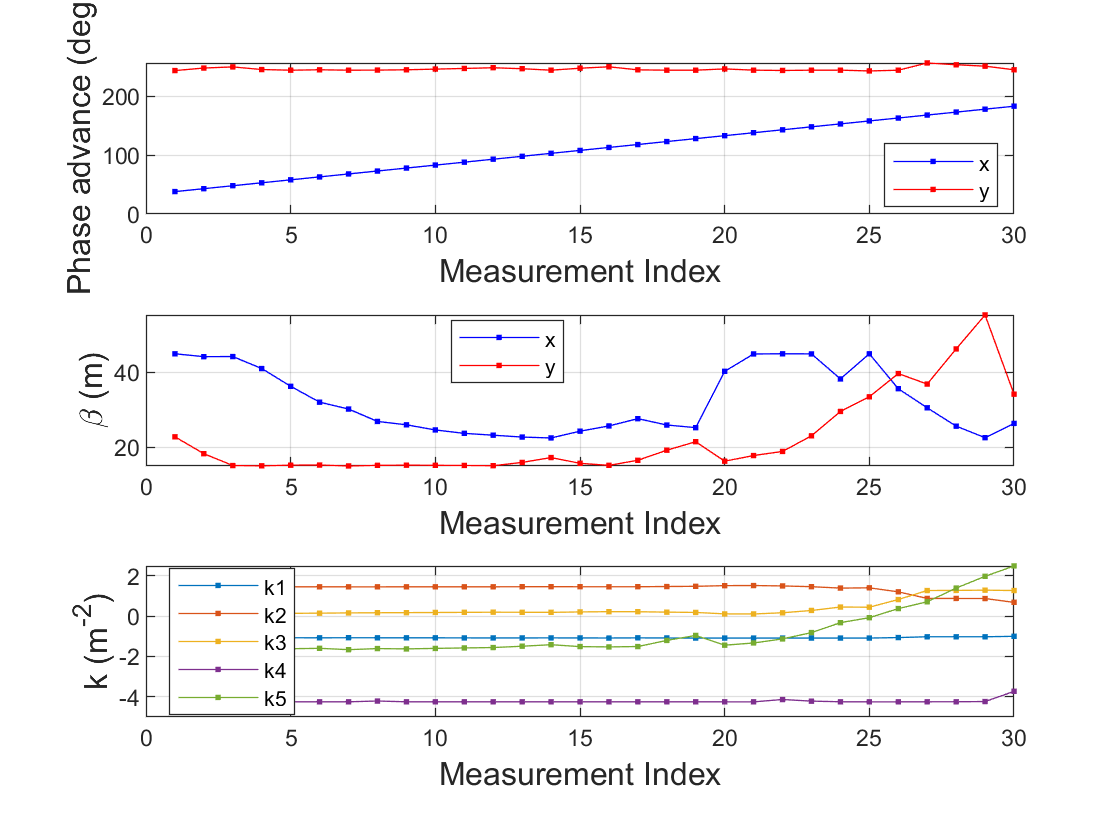 Phase advance (deg
200
100
0
0 5 10 15 20 25 30
x
y
Measurement Index
β (m)
40
20
0 5 10 15 20 25 30
x
y
Measurement Index
k (m-2)
2
0
-2
-4
0 5 10 15 20 25 30
k1
k2
k3
k4
k5
Measurement Index